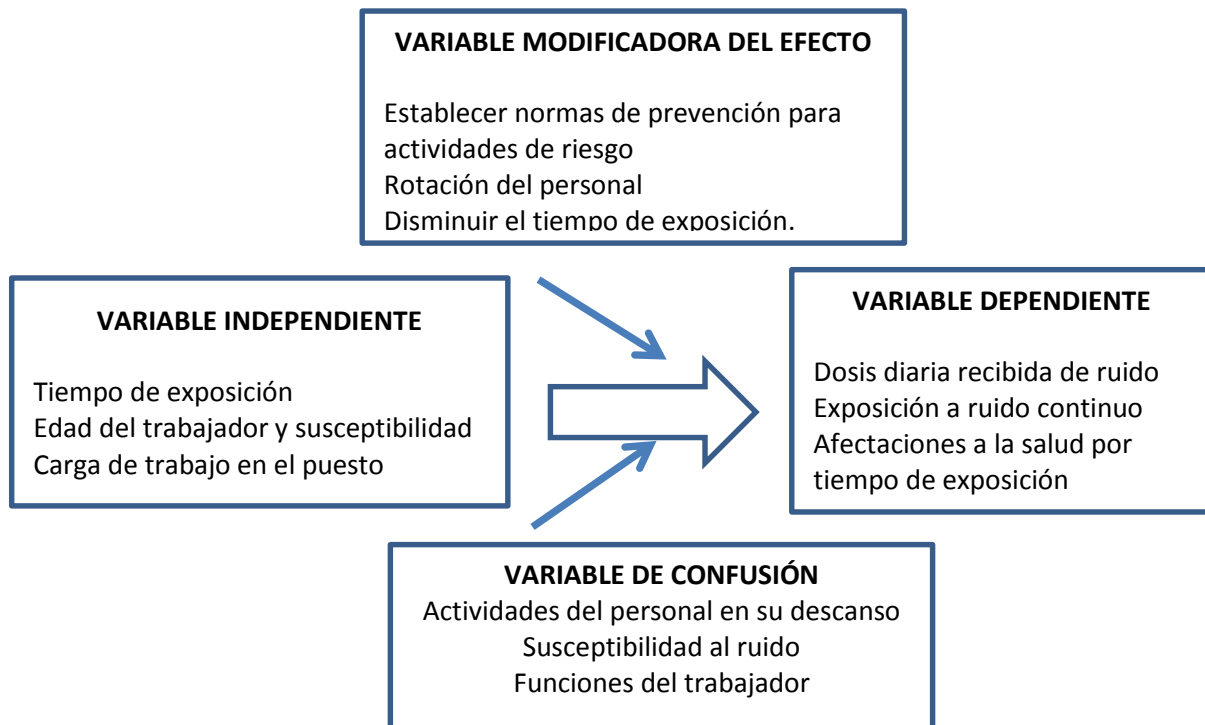 VARIABLE MODIFICADORA DEL EFECTO
Establecer normas de prevención para
actividades de riesgo
Rotación del personal
Disminuir el tiempo de exposición.
VARIABLE INDEPENDIENTE
Tiempo de exposición
Edad del trabajador y susceptibilidad
Carga de trabajo en el puesto
VARIABLE DEPENDIENTE
Dosis diaria recibida de ruido
Exposición a ruido continuo
Afectaciones a la salud por
tiempo de exposición
VARIABLE DE CONFUSIÓN
Actividades del personal en su descanso
Susceptibilidad al ruido
Funciones del trabajador